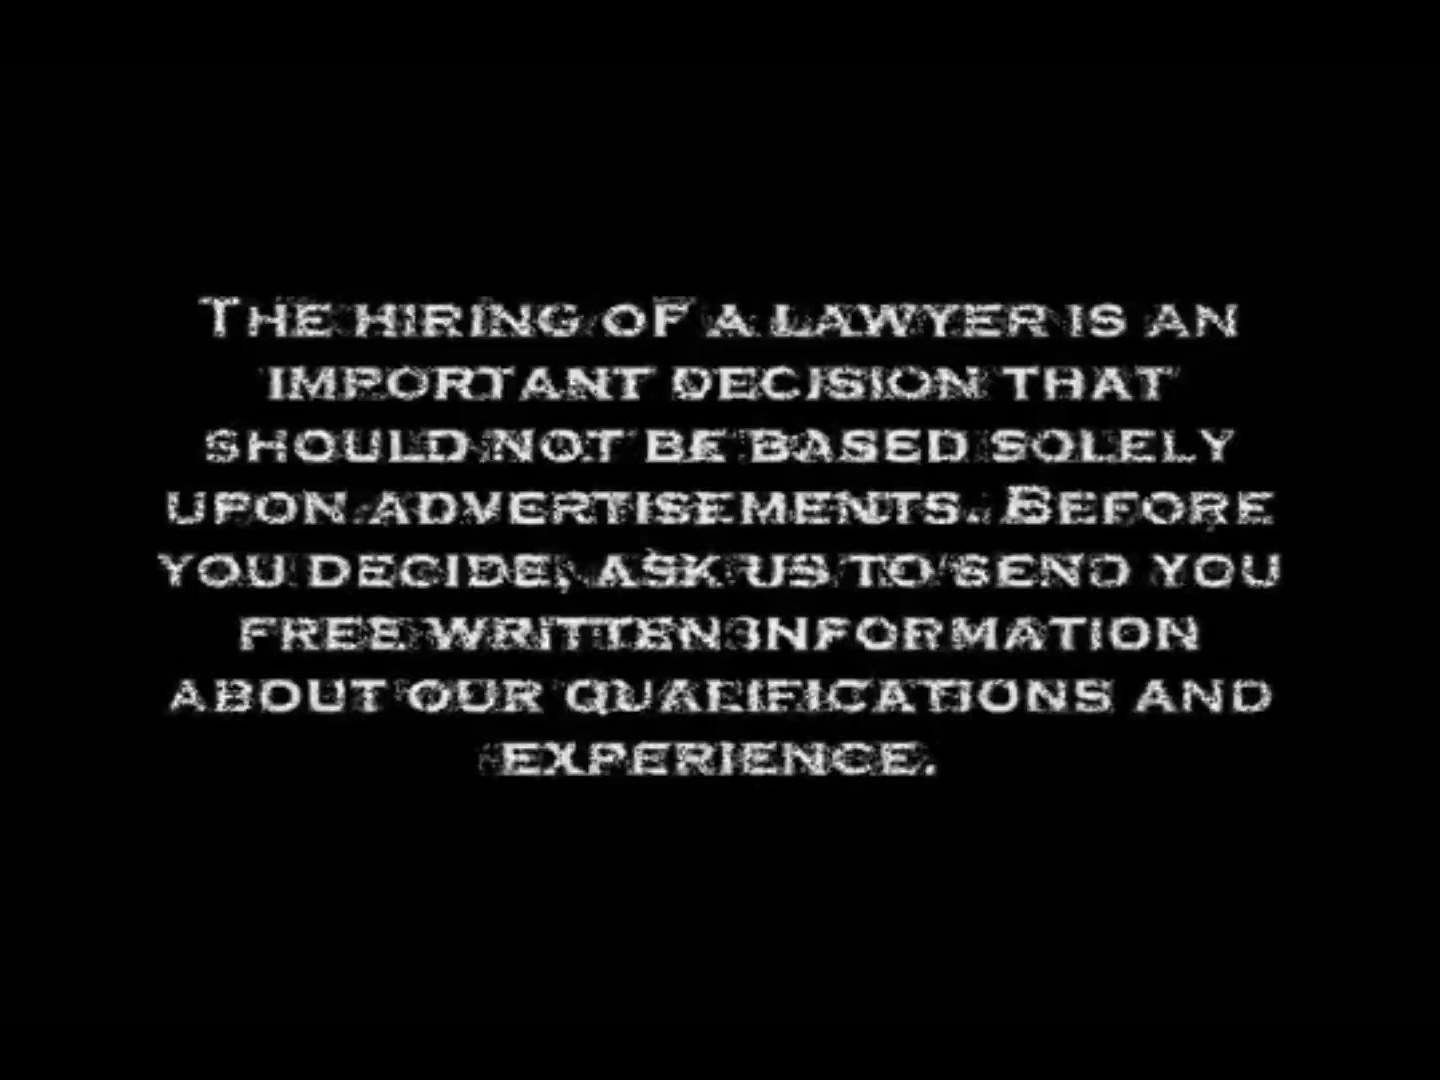 The hiring of a lawyer is an
important decision that
should not be based solely
upon advertisements. Before
you decide, ask us to send you
free written information
about our qualifications and
experience.